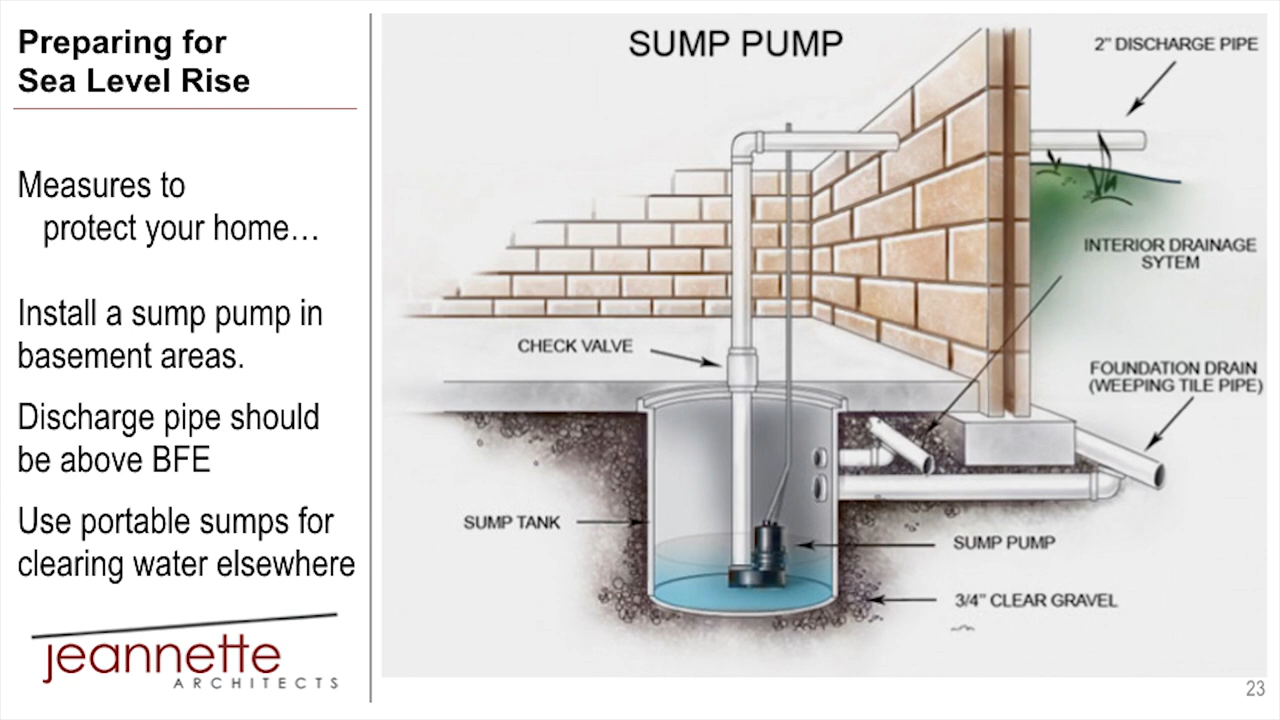 Preparing for
Sea Level Rise
Measures to
protect your home…
Install a sump pump in
basement areas.
Discharge pipe should
be above BFE
Use portable sumps for
clearing water elsewhere
jeannette
ARCHITECTS
SUMP PUMP
2" DISCHARGE PIPE
INTERIOR DRAINAGE
SYTEM
CHECK VALVE
FOUNDATION DRAIN
(WEEPING TILE PIPE)
SUMP TANK
SUMP PUMP
3/4" CLEAR GRAVEL
23